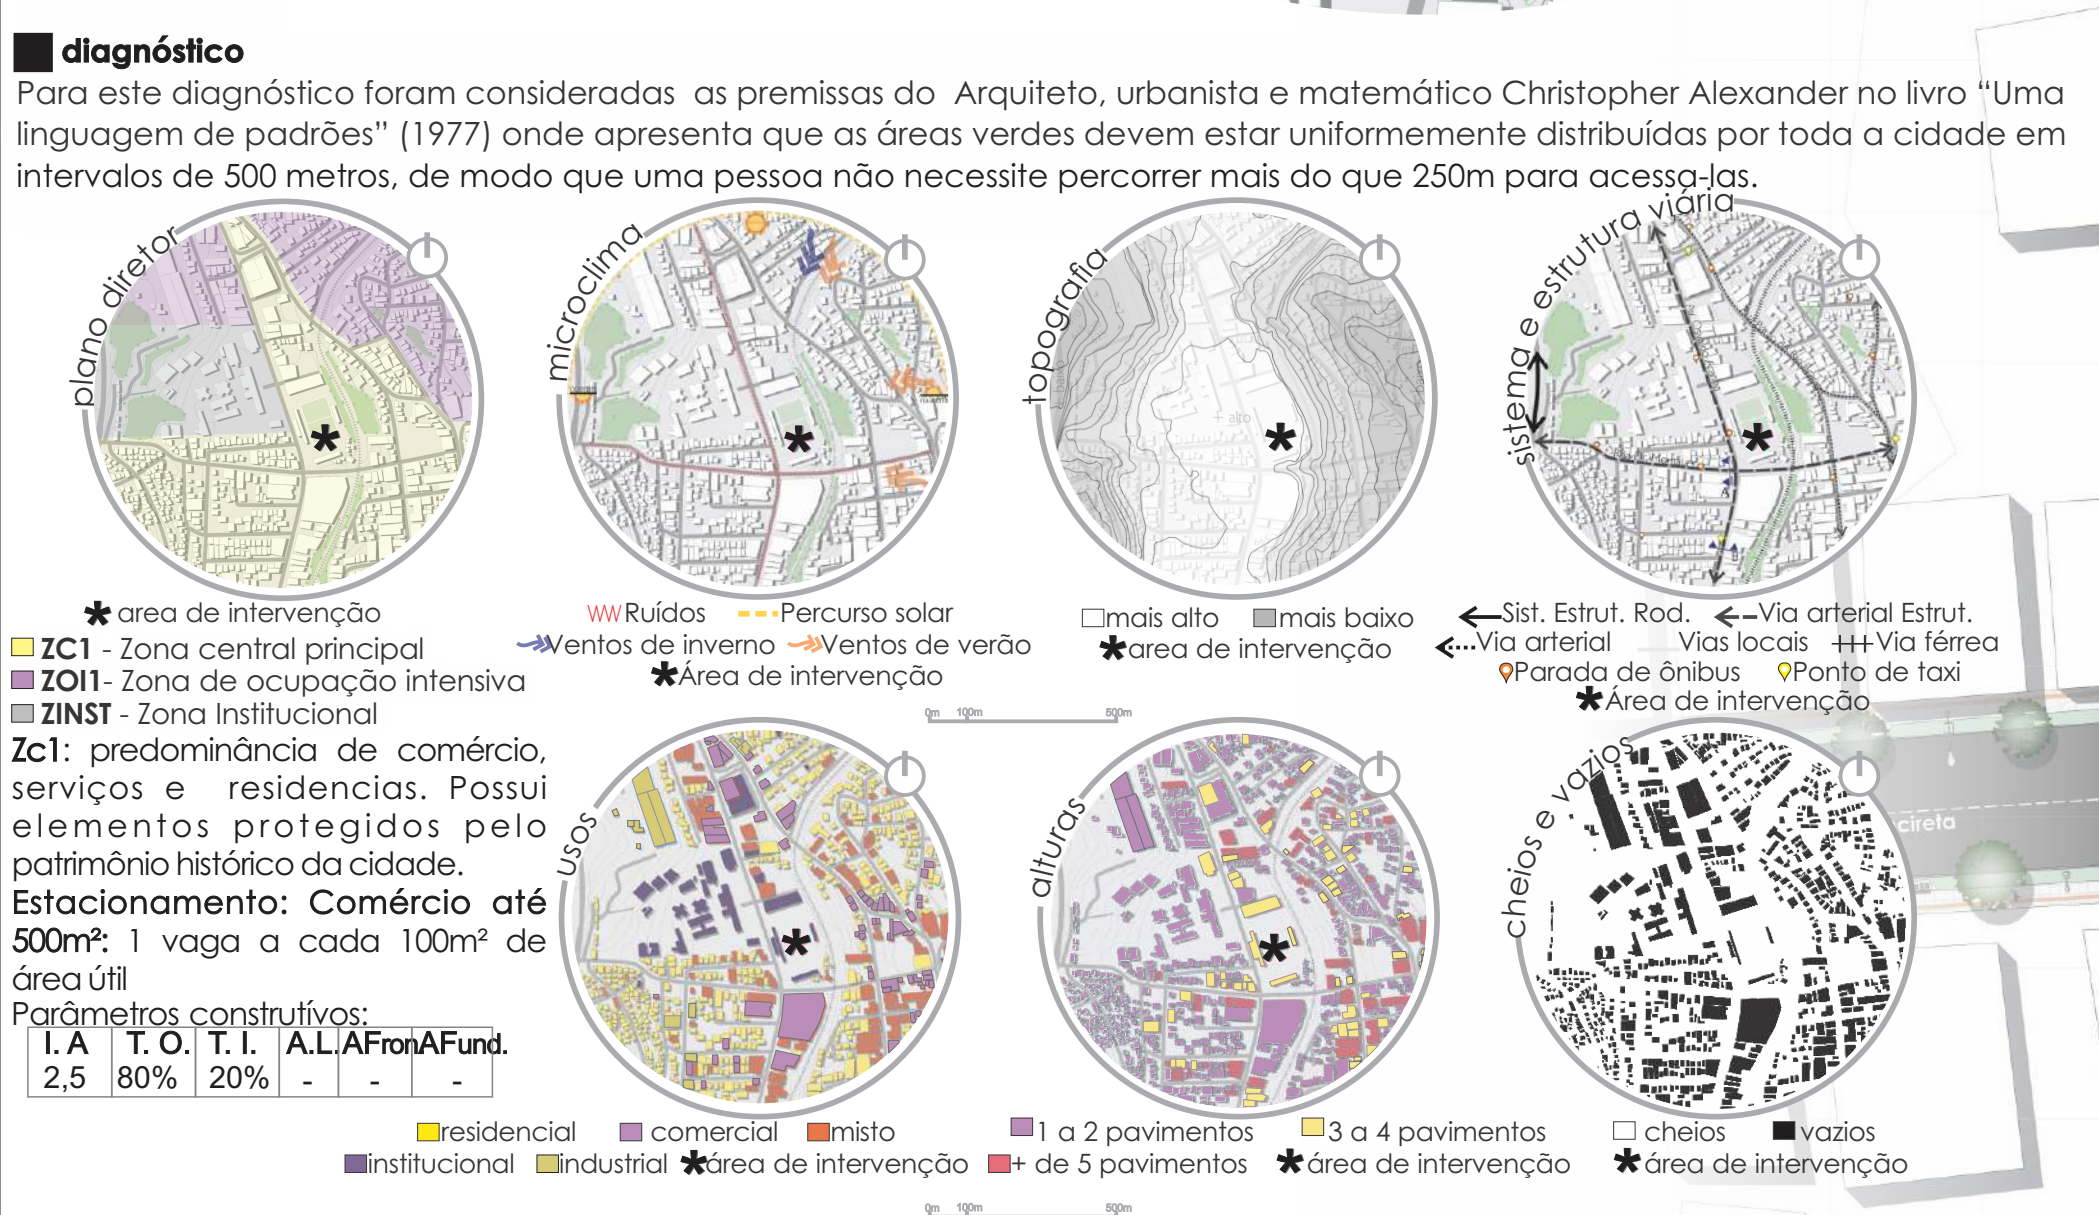 diagnóstico
Para este diagnóstico foram consideradas as premissas do Arquiteto, urbanista e matemático Christopher Alexander no livro “Uma
linguagem de padrões” (1977) onde apresenta que as áreas verdes devem estar uniformemente distribuídas por toda a cidade em
intervalos de 500 metros, de modo que uma pessoa não necessite percorrer mais do que 250m para acessa-las.
plano diretor
microclima
topografia
sistema e estrutura viária
alto
area de intervenção
ZC1 - Zona central principal
ZOI1- Zona de ocupação intensiva
ZINST - Zona Institucional
Ruídos
Percurso solar
Ventos de inverno
Ventos de verão
Área de intervenção
mais alto
mais baixo
area de intervenção
Sist. Estrut. Rod.
Via arterial Estrut.
Via arterial
Vias locais
Via férrea
Parada de ônibus
Ponto de taxi
Área de intervenção
0m 100m 500m
Zc1: predominância de comércio,
serviços e residencias. Possui
elementos protegidos pelo
patrimônio histórico da cidade.
Estacionamento: Comércio até
500m²: 1 vaga a cada 100m² de
área útil
Parâmetros construtívos:
I. A T. O. T. I. A.L. AFron AFund.
2,5 80% 20% - - -
usos
alturas
cheios e vazios
cireta
residencial
comercial
misto
institucional
industrial
área de intervenção
1 a 2 pavimentos
3 a 4 pavimentos
+ de 5 pavimentos
área de intervenção
cheios
vazios
área de intervenção
0m 100m 500m